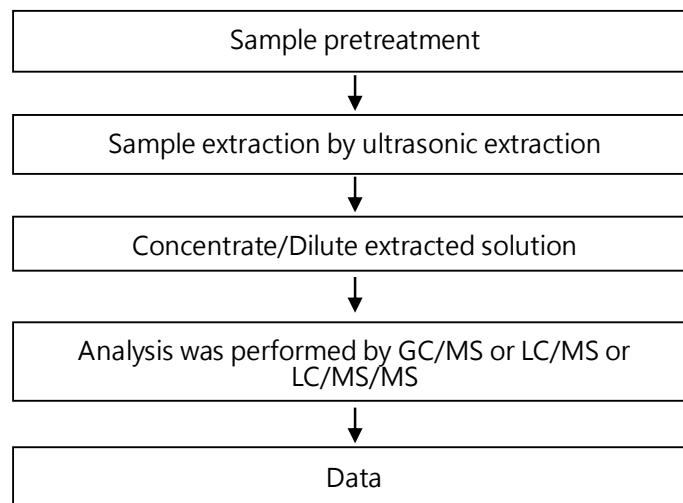 Sample pretreatment
Sample extraction by ultrasonic extraction
Concentrate/Dilute extracted solution
Analysis was performed by GC/MS or LC/MS or
LC/MS/MS
Data